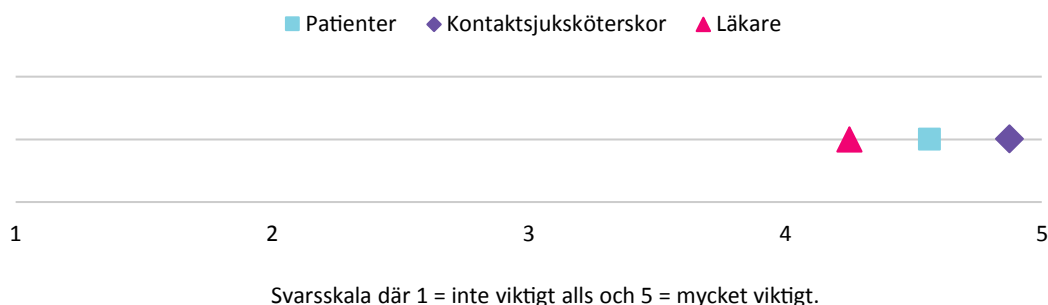 Patienter Kontaktsjuksköterskor Läkare
1 2 3 4 5
Svarsskala där 1 = inte viktigt alls och 5 = mycket viktigt.